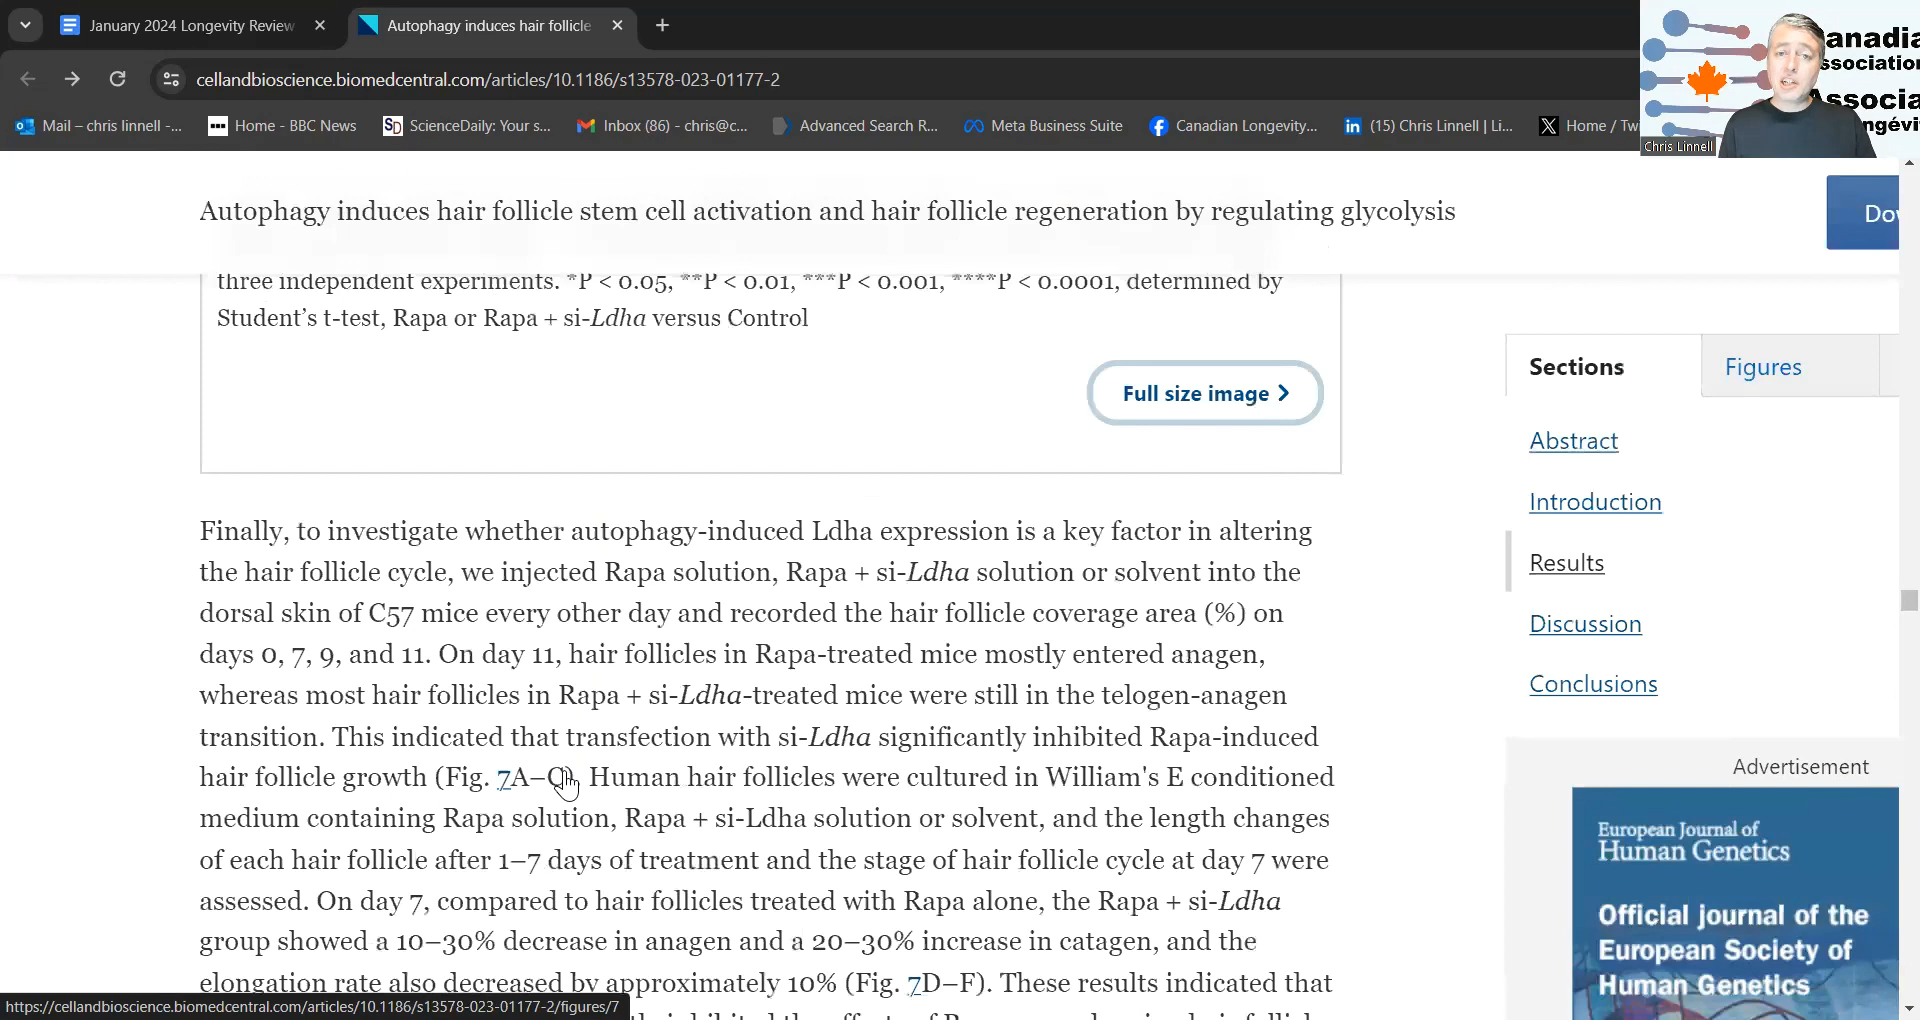 January 2024 Longevity Review
Autophagy induces hair follicle
cellandbioscience.biomedcentral.com/articles/10.1186/s13578-023-01177-2
Mail – chris linnell -...
Home - BBC News
SD
ScienceDaily: Your s...
Inbox (86) - chris@c...
Advanced Search R...
Meta Business Suite
Canadian Longevity...
(15) Chris Linnell | Li...
Home / Tw
anadia
ssociation
Associa
ngévi
Chris Linnell
Autophagy induces hair follicle stem cell activation and hair follicle regeneration by regulating glycolysis
Do
three independent experiments. *P < 0.05, **P < 0.01, ***P < 0.001, ****P < 0.0001, determined by
Student’s t-test, Rapa or Rapa + si-Ldha versus Control
Full size image
Finally, to investigate whether autophagy-induced Ldha expression is a key factor in altering
the hair follicle cycle, we injected Rapa solution, Rapa + si-Ldha solution or solvent into the
dorsal skin of C57 mice every other day and recorded the hair follicle coverage area (%) on
days 0, 7, 9, and 11. On day 11, hair follicles in Rapa-treated mice mostly entered anagen,
whereas most hair follicles in Rapa + si-Ldha-treated mice were still in the telogen-anagen
transition. This indicated that transfection with si-Ldha significantly inhibited Rapa-induced
hair follicle growth (Fig. 7A–C). Human hair follicles were cultured in William's E conditioned
medium containing Rapa solution, Rapa + si-Ldha solution or solvent, and the length changes
of each hair follicle after 1–7 days of treatment and the stage of hair follicle cycle at day 7 were
assessed. On day 7, compared to hair follicles treated with Rapa alone, the Rapa + si-Ldha
group showed a 10–30% decrease in anagen and a 20–30% increase in catagen, and the
elongation rate also decreased by approximately 10% (Fig. 7D–F). These results indicated that
Sections
Figures
Abstract
Introduction
Results
Discussion
Conclusions
Advertisement
European Journal of
Human Genetics
Official journal of the
European Society of
Human Genetics
https://cellandbioscience.biomedcentral.com/articles/10.1186/s13578-023-01177-2/figures/7